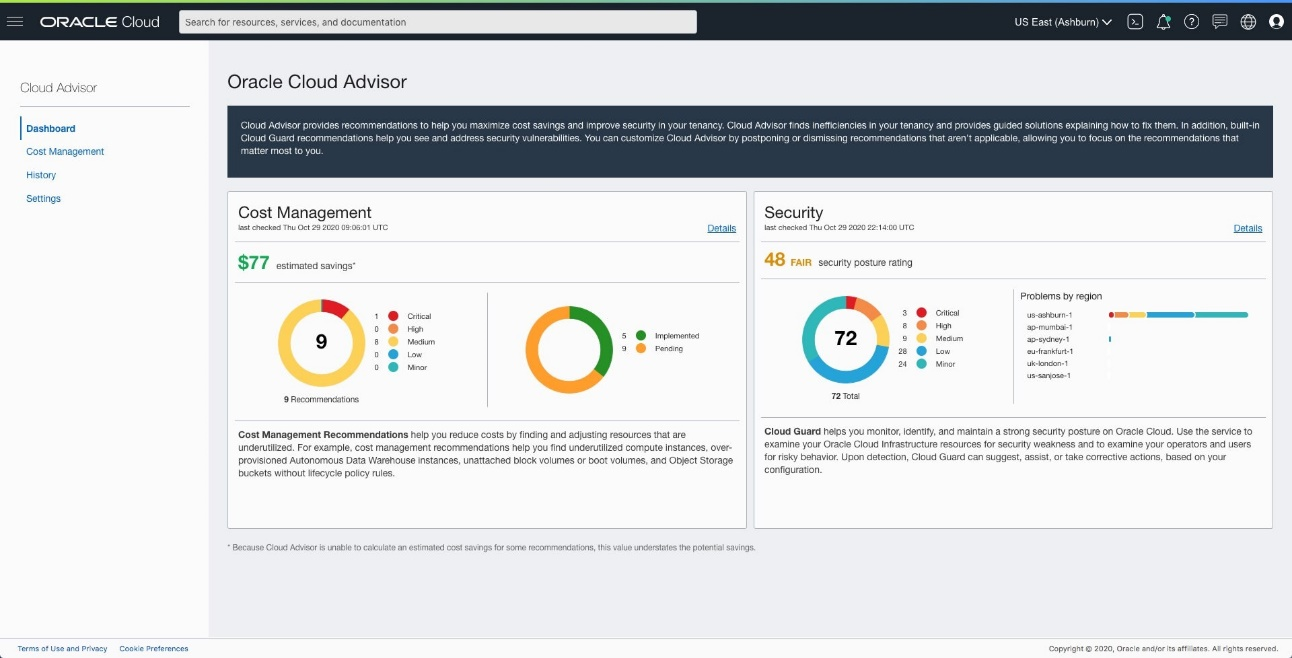 ORACLE Cloud
Search for resources, services, and documentation
US East (Ashburn)
Cloud Advisor
Dashboard
Cost Management
History
Settings
Oracle Cloud Advisor
Cloud Advisor provides recommendations to help you maximize cost savings and improve security in your tenancy. Cloud Advisor finds inefficiencies in your tenancy and provides guided solutions explaining how to fix them. In addition, built-in
Cloud Guard recommendations help you see and address security vulnerabilities. You can customize Cloud Advisor by postponing or dismissing recommendations that aren't applicable, allowing you to focus on the recommendations that
matter most to you.
Cost Management
last checked Thu Oct 29 2020 09:06:01 UTC
Details
$77 estimated savings*
9
1 Critical
0 High
8 Medium
0 Low
0 Minor
9 Recommendations
5 Implemented
9 Pending
Cost Management Recommendations help you reduce costs by finding and adjusting resources that are
underutilized. For example, cost management recommendations help you find underutilized compute instances, over-
provisioned Autonomous Data Warehouse instances, unattached block volumes or boot volumes, and Object Storage
buckets without lifecycle policy rules.
Security
last checked Thu Oct 29 2020 22:14:00 UTC
Details
48 FAIR security posture rating
72
3 Critical
8 High
9 Medium
28 Low
24 Minor
72 Total
Problems by region
us-ashburn-1
ap-mumbai-1
ap-sydney-1
eu-frankfurt-1
uk-london-1
us-sanjose-1
Cloud Guard helps you monitor, identify, and maintain a strong security posture on Oracle Cloud. Use the service to
examine your Oracle Cloud Infrastructure resources for security weakness and to examine your operators and users
for risky behavior. Upon detection, Cloud Guard can suggest, assist, or take corrective actions, based on your
configuration.
* Because Cloud Advisor is unable to calculate an estimated cost savings for some recommendations, this value understates the potential savings.
Terms of Use and Privacy Cookie Preferences
Copyright © 2020, Oracle and/or its affiliates. All rights reserved.